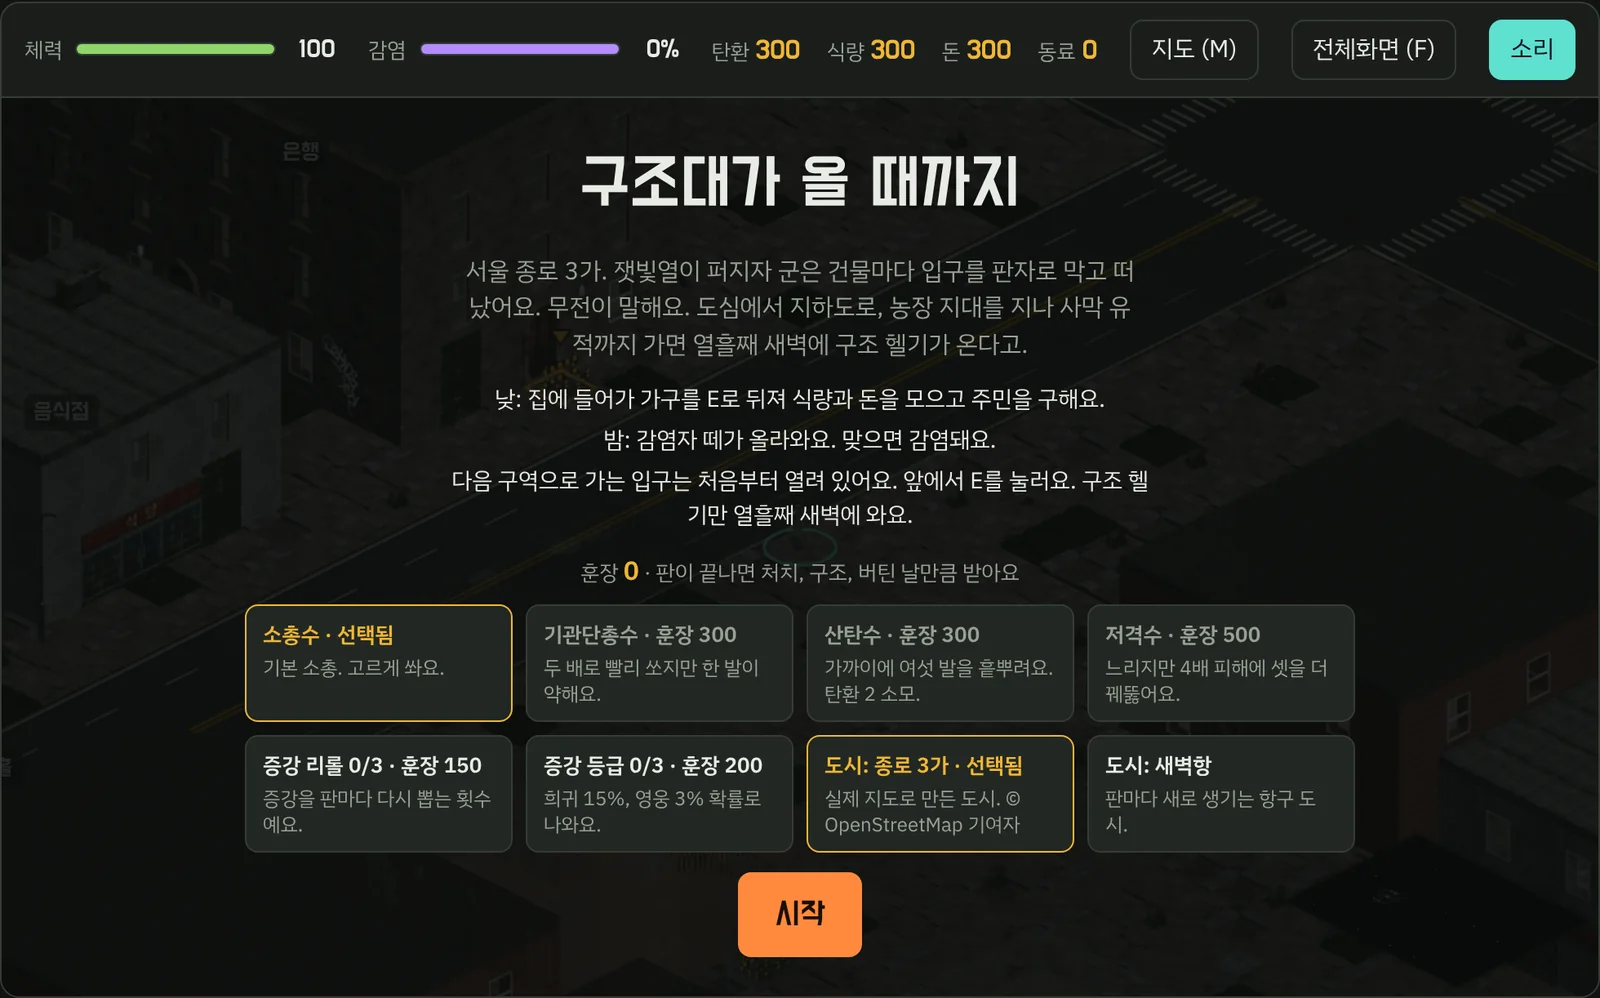 체력 100 감염 0% 탄환 300 식량 300 돈 300 동료 0 지도 (M) 전체화면 (F) 소리
은행
구조대가 올 때까지
서울 종로 3가. 잿빛열이 퍼지자 군은 건물마다 입구를 판자로 막고 떠
났어요. 무전이 말해요. 도심에서 지하도로, 농장 지대를 지나 사막 유
적까지 가면 열흘째 새벽에 구조 헬기가 온다고.
음식점
낮: 집에 들어가 가구를 E로 뒤져 식량과 돈을 모으고 주민을 구해요.
밤: 감염자 떼가 올라와요. 맞으면 감염돼요.
다음 구역으로 가는 입구는 처음부터 열려 있어요. 앞에서 E를 눌러요. 구조 헬
기만 열흘째 새벽에 와요.
식당
훈장 0 · 판이 끝나면 처치, 구조, 버틴 날만큼 받아요
소총수 · 선택됨
기본 소총. 고르게 쏴요.
기관단총수 · 훈장 300
두 배로 빨리 쏘지만 한 발이
약해요.
산탄수 · 훈장 300
가까이에 여섯 발을 흩뿌려요.
탄환 2 소모.
저격수 · 훈장 500
느리지만 4배 피해에 셋을 더
꿰뚫어요.
증강 리롤 0/3 · 훈장 150
증강을 판마다 다시 뽑는 횟수
예요.
증강 등급 0/3 · 훈장 200
희귀 15%, 영웅 3% 확률로
나와요.
도시: 종로 3가 · 선택됨
실제 지도로 만든 도시. ©
OpenStreetMap 기여자
도시: 새벽항
판마다 새로 생기는 항구 도
시.
시작